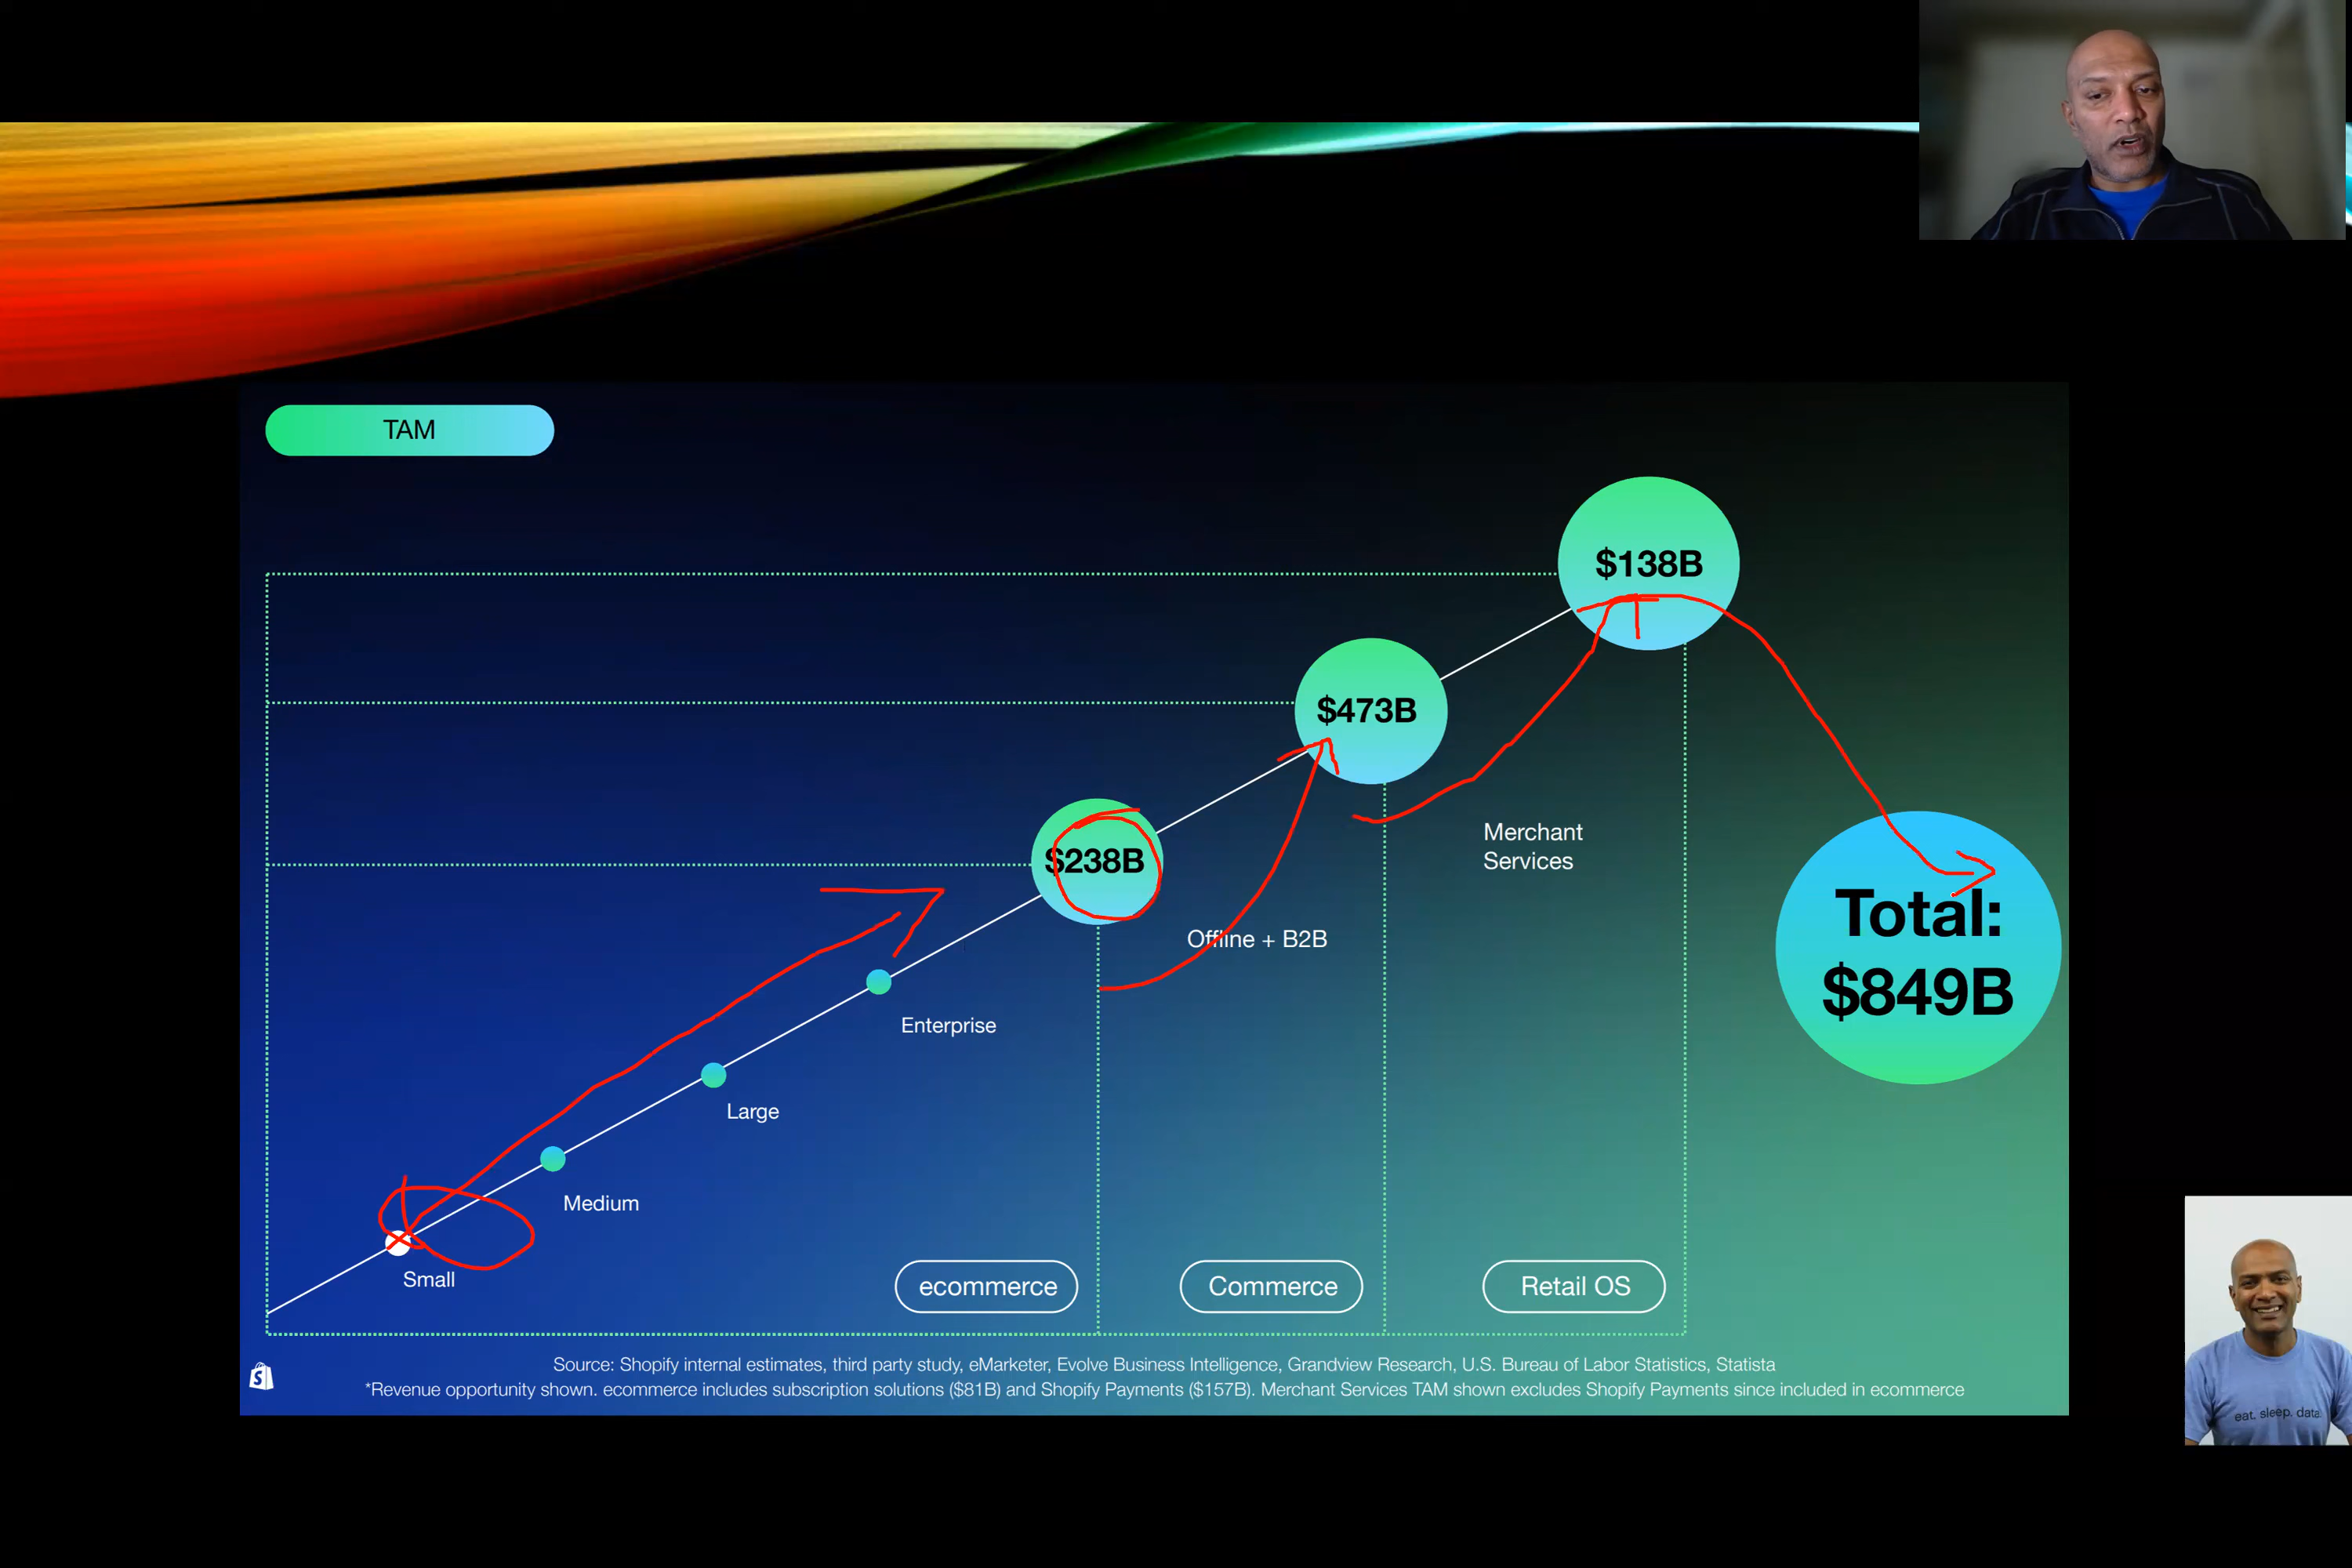 TAM
$138B
$473B
$238B
Merchant
Services
Offline + B2B
Total:
$849B
Enterprise
Large
Medium
Small
ecommerce
Commerce
Retail OS
Source: Shopify internal estimates, third party study, eMarketer, Evolve Business Intelligence, Grandview Research, U.S. Bureau of Labor Statistics, Statista
*Revenue opportunity shown. ecommerce includes subscription solutions ($81B) and Shopify Payments ($157B). Merchant Services TAM shown excludes Shopify Payments since included in ecommerce
S
eat. sleep. data